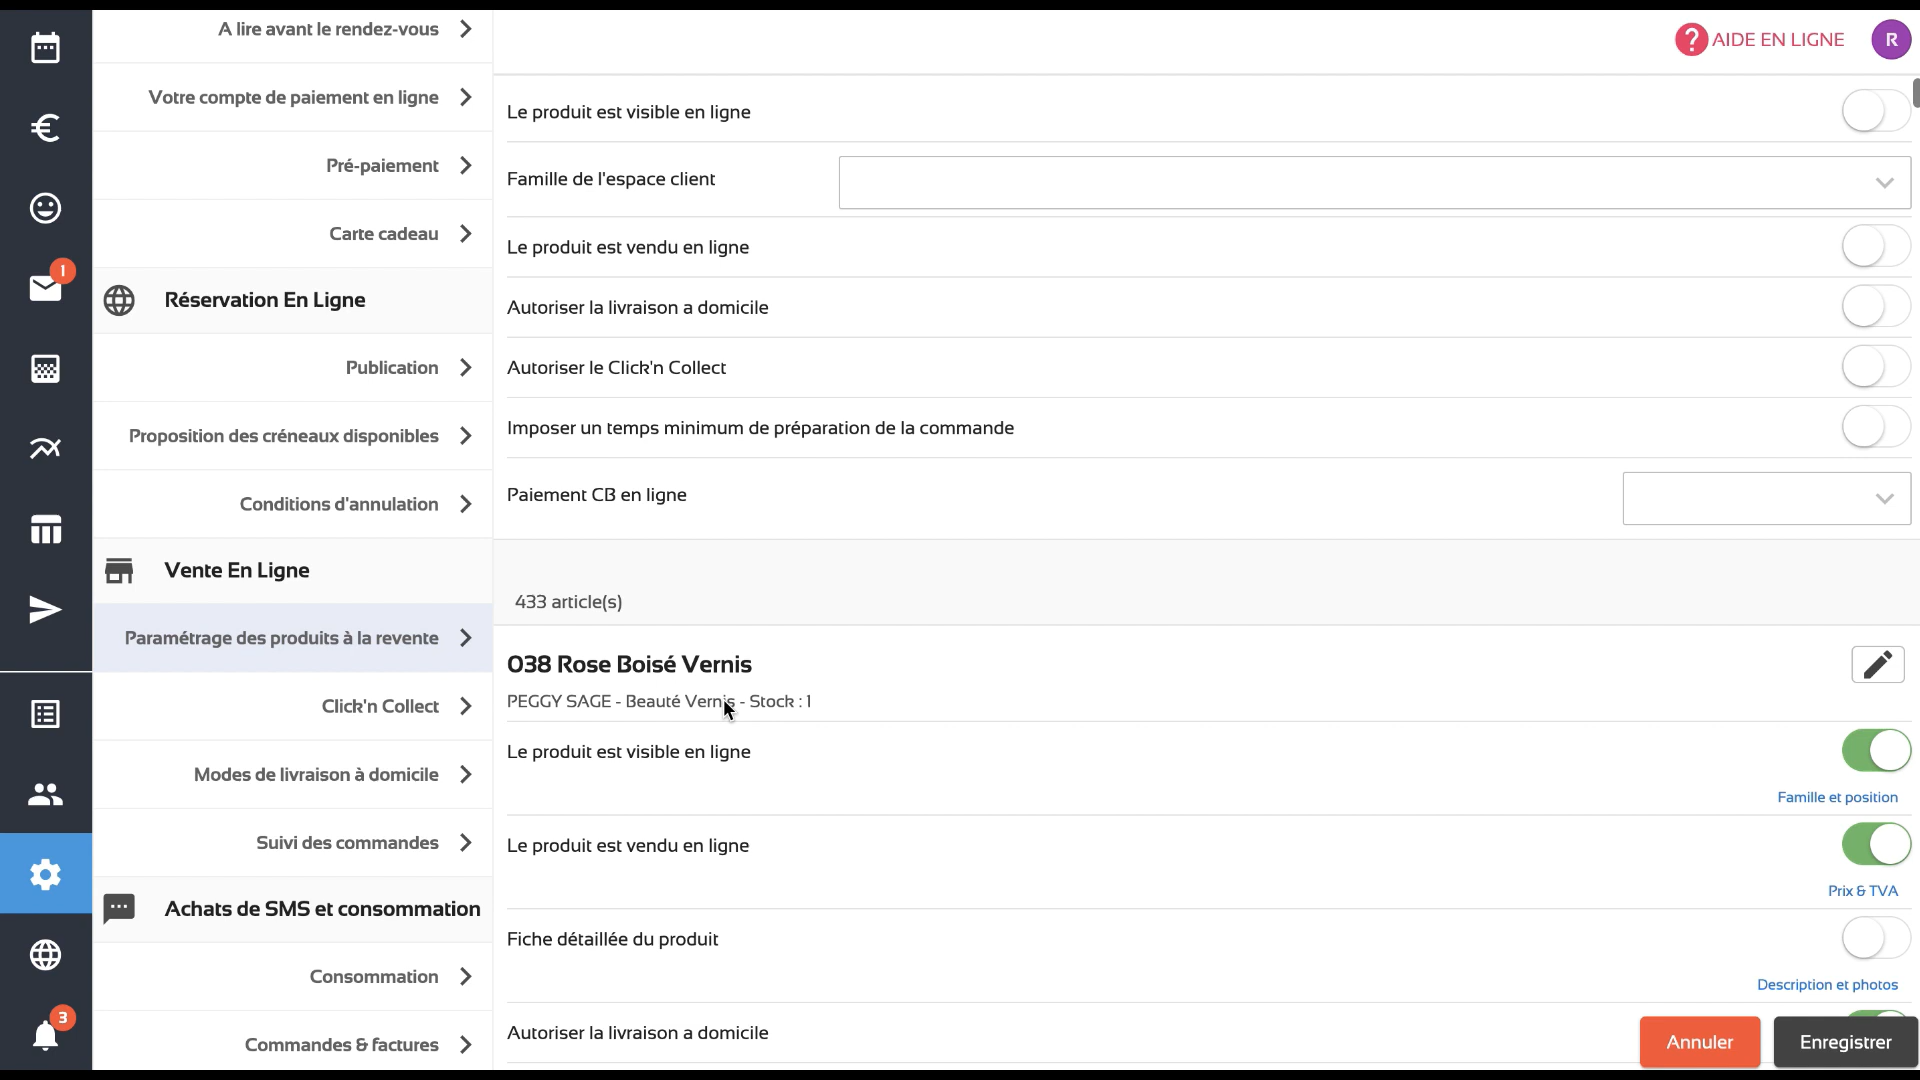 A lire avant le rendez-vous
Votre compte de paiement en ligne
Pré-paiement
Carte cadeau
Réservation En Ligne
Publication
Proposition des créneaux disponibles
Conditions d'annulation
Vente En Ligne
Paramétrage des produits à la revente
Click'n Collect
Modes de livraison à domicile
Suivi des commandes
Achats de SMS et consommation
Consommation
Commandes & factures
1
3
? AIDE EN LIGNE
R
Le produit est visible en ligne
Famille de l'espace client
Le produit est vendu en ligne
Autoriser la livraison a domicile
Autoriser le Click'n Collect
Imposer un temps minimum de préparation de la commande
Paiement CB en ligne
433 article(s)
038 Rose Boisé Vernis
PEGGY SAGE - Beauté Vernis - Stock : 1
Le produit est visible en ligne
Famille et position
Le produit est vendu en ligne
Prix & TVA
Fiche détaillée du produit
Description et photos
Autoriser la livraison a domicile
Annuler
Enregistrer